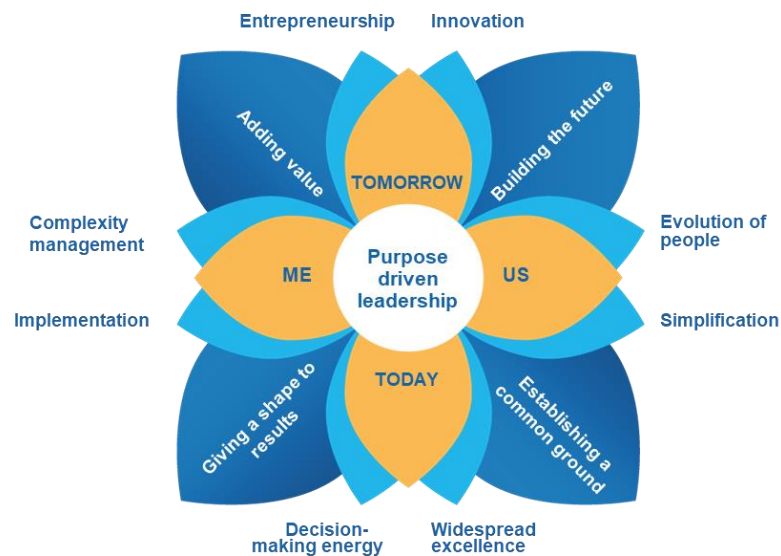 Entrepreneurship
Innovation
Adding value
Building the future
TOMORROW
Complexity
management
Evolution of
people
ME
Purpose
driven
leadership
US
Implementation
Simplification
TODAY
Giving a shape to
results
Establishing a
common ground
Decision-
making energy
Widespread
excellence